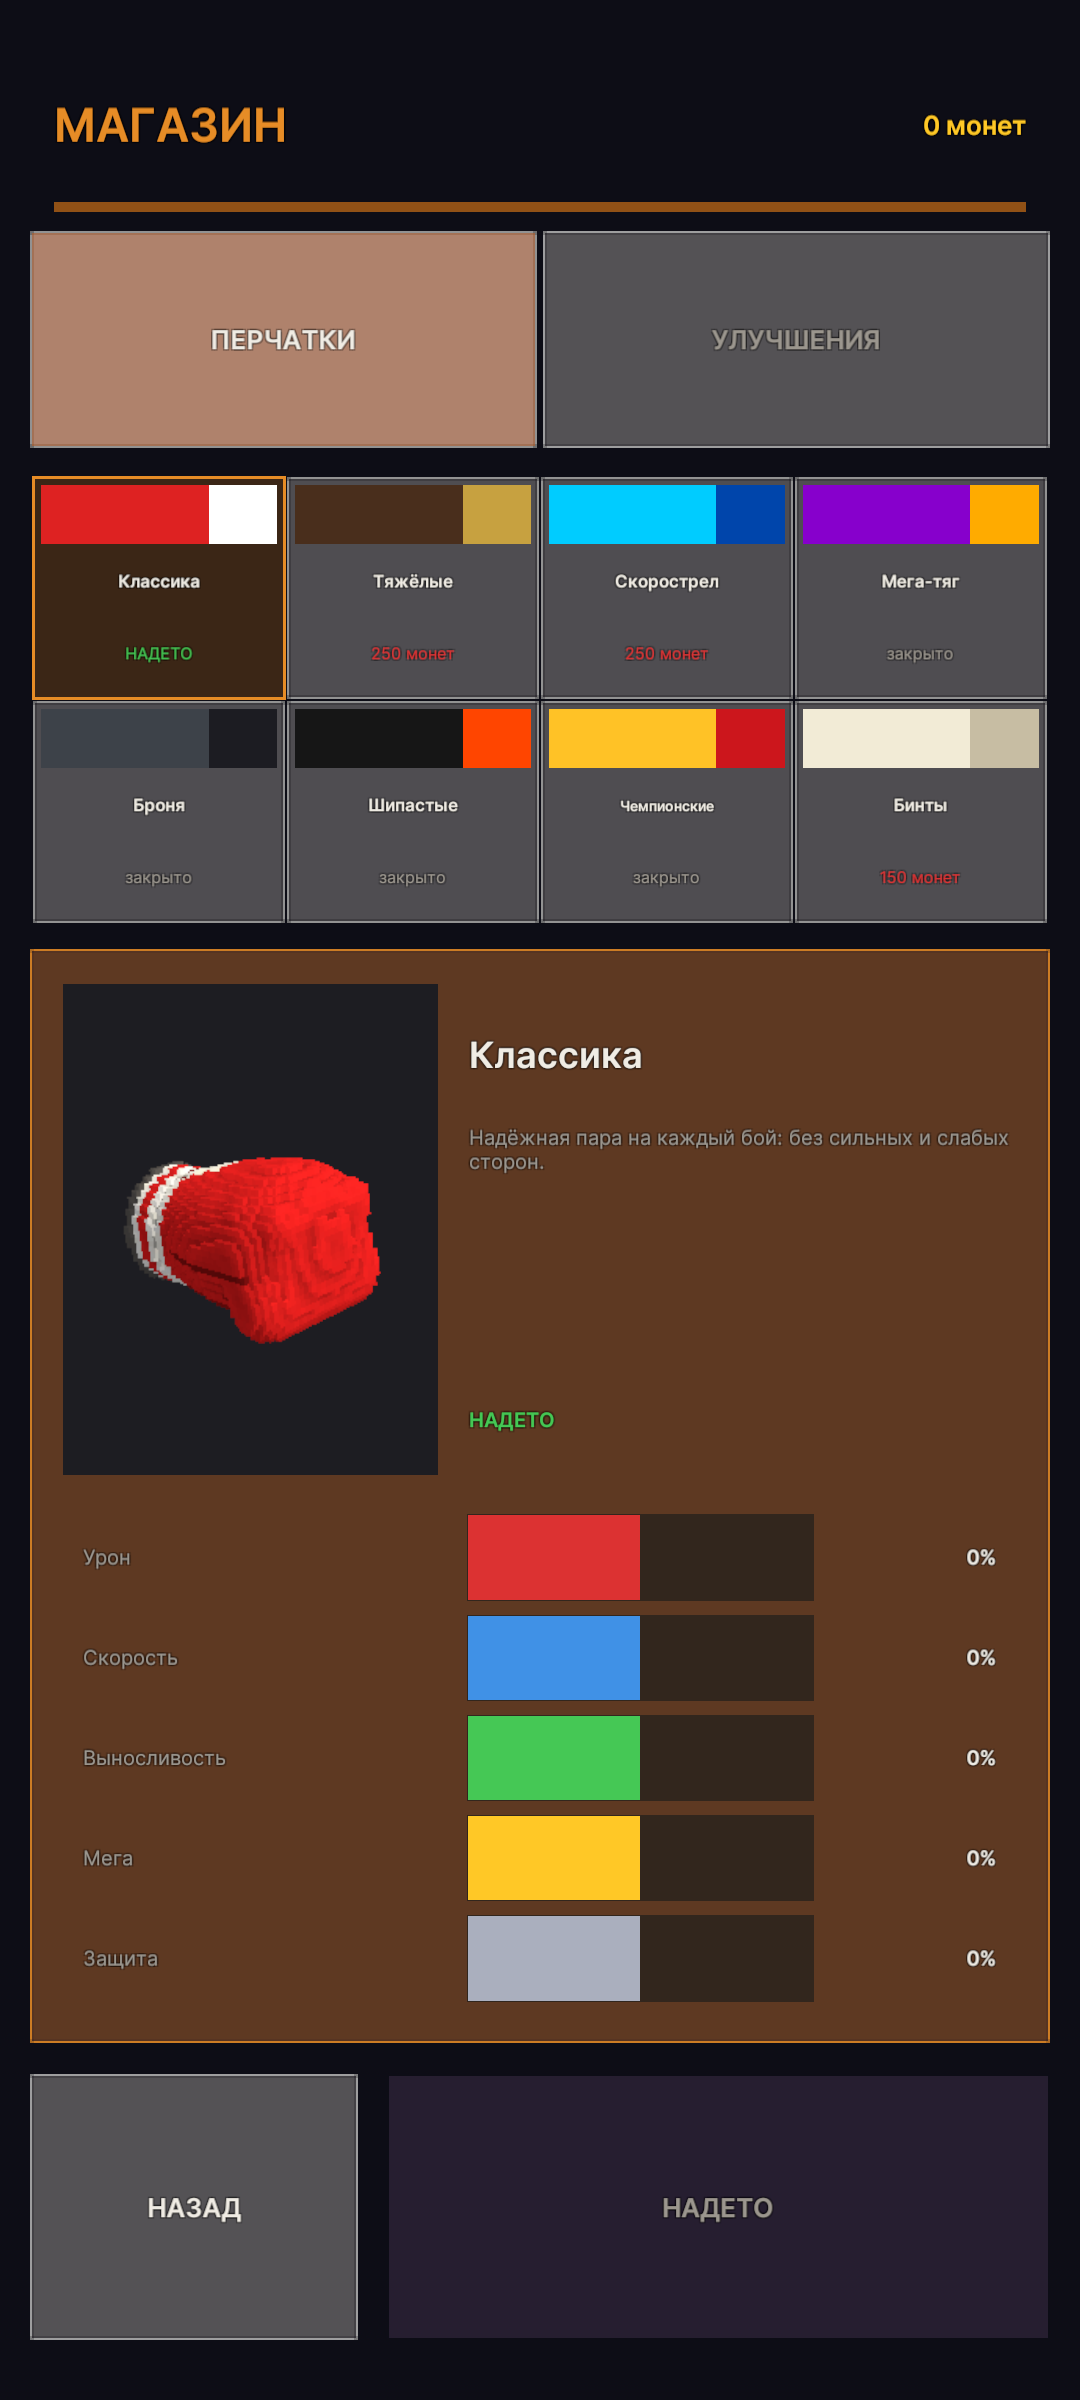 МАГАЗИН
0 монет
ПЕРЧАТКИ
УЛУЧШЕНИЯ
Классика
Тяжёлые
Скорострел
Мега-тяг
НАДЕТО
250 монет
250 монет
закрыто
Броня
Шипастые
Чемпионские
Бинты
закрыто
закрыто
закрыто
150 монет
Классика
Надёжная пара на каждый бой: без сильных и слабых
сторон.
НАДЕТО
Урон
0%
Скорость
0%
Выносливость
0%
Мега
0%
Защита
0%
НАЗАД
НАДЕТО